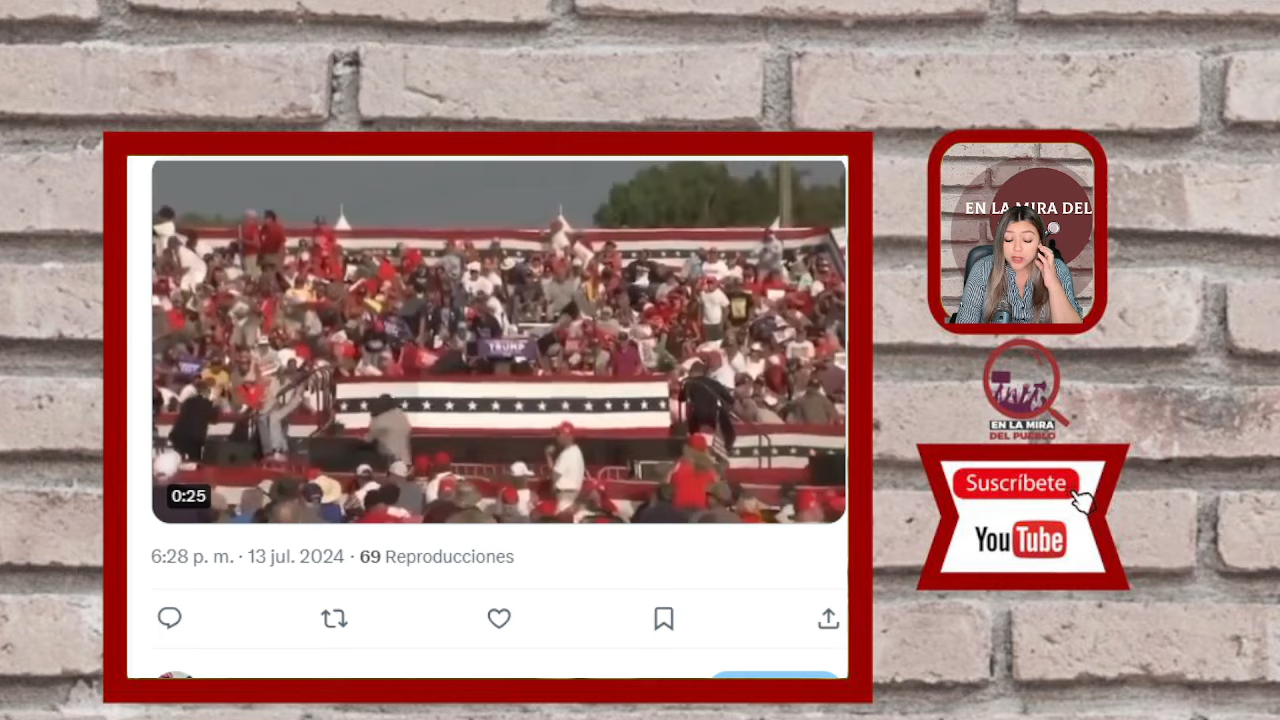 EN LA MIRA DEL
TRUMP
0:25
6:28 p. m. · 13 jul. 2024 · 69 Reproducciones
EN LA MIRA
DEL PUEBLO
Suscríbete
YouTube